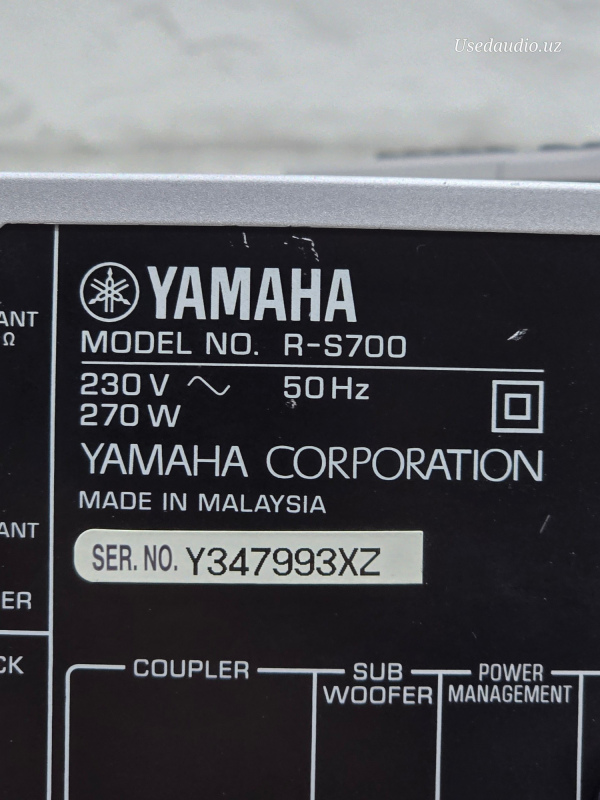 Usedaudio.uz
YAMAHA
MODEL NO. R-S700
230 V 50 Hz
270 W
YAMAHA CORPORATION
MADE IN MALAYSIA
SER. NO. Y347993XZ
ANT
Ω
ANT
ER
CK
COUPLER
SUB
WOOFER
POWER
MANAGEMENT